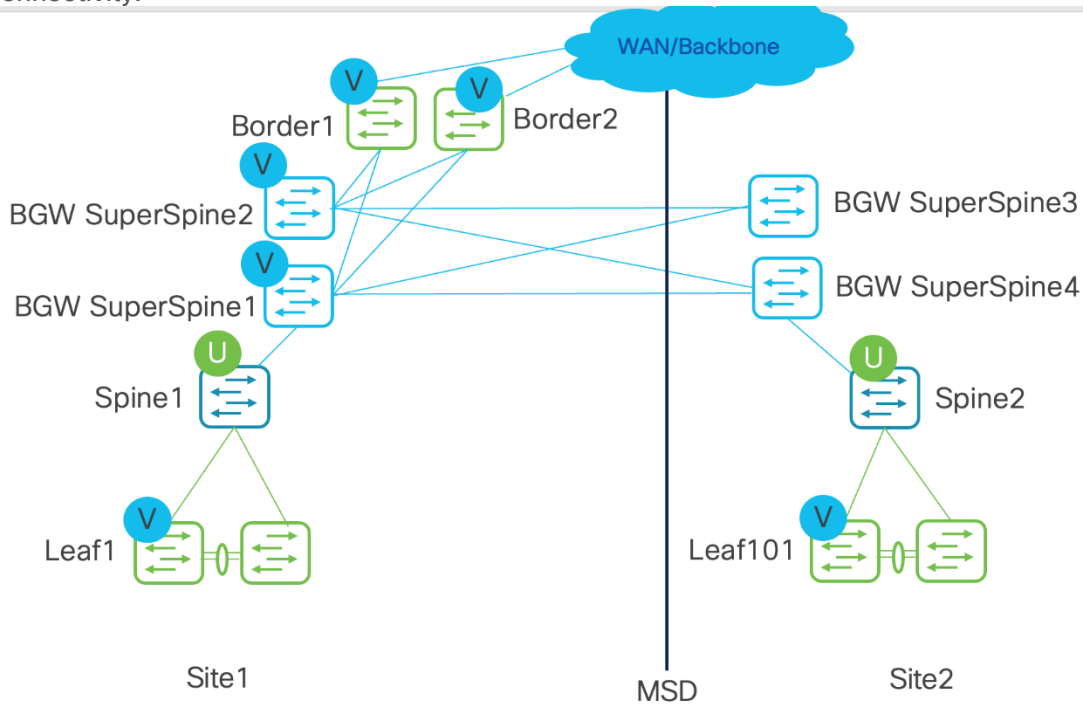 onnectivity.
WAN/Backbone
V
V
Border1
Border2
V
BGW SuperSpine2
BGW SuperSpine3
V
BGW SuperSpine1
BGW SuperSpine4
U
U
Spine1
Spine2
V
V
Leaf1
Leaf101
Site1
MSD
Site2